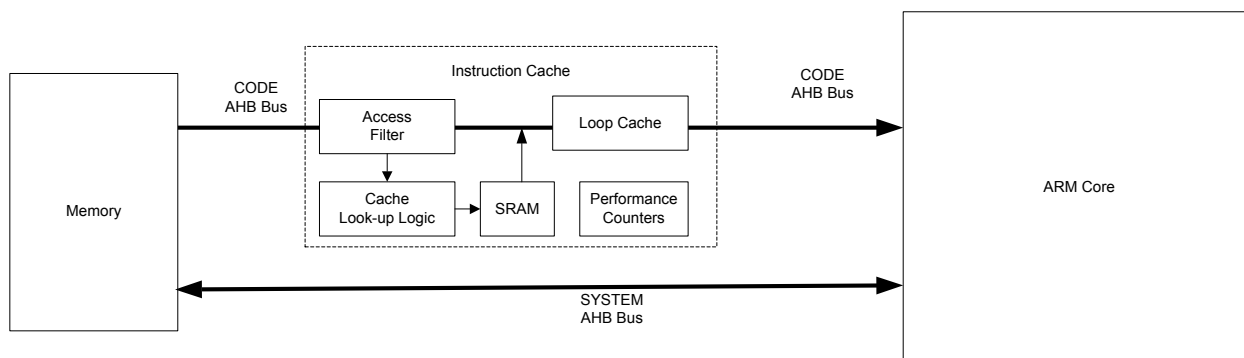 Instruction Cache
CODE
AHB Bus
CODE
AHB Bus
Access
Filter
Loop Cache
Memory
Cache
Look-up Logic
SRAM
Performance
Counters
ARM Core
SYSTEM
AHB Bus